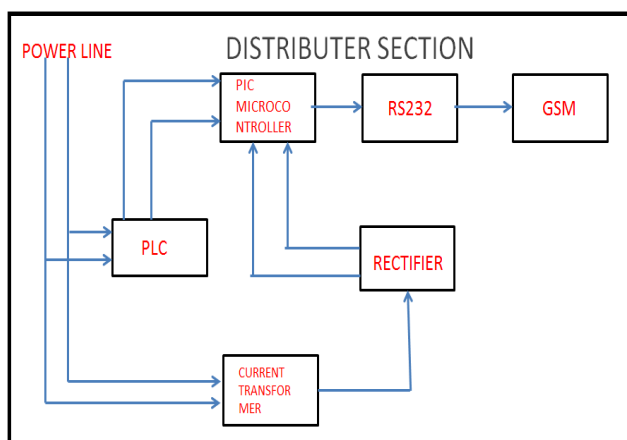 POWER LINE
DISTRIBUTER SECTION
PIC
MICROCO
NTROLLER
RS232
GSM
PLC
RECTIFIER
CURRENT
TRANSFOR
MER